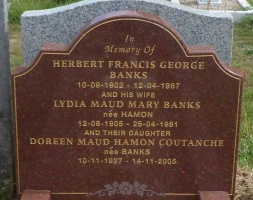 In
Memory Of
HERBERT FRANCIS GEORGE
BANKS
10-09-1902 - 12-04-1967
AND HIS WIFE
LYDIA MAUD MARY BANKS
née HAMON
12-06-1905 - 25-04-1981
AND THEIR DAUGHTER
DOREEN MAUD HAMON COUTANCHE
née BANKS
10-11-1927 - 14-11-2005